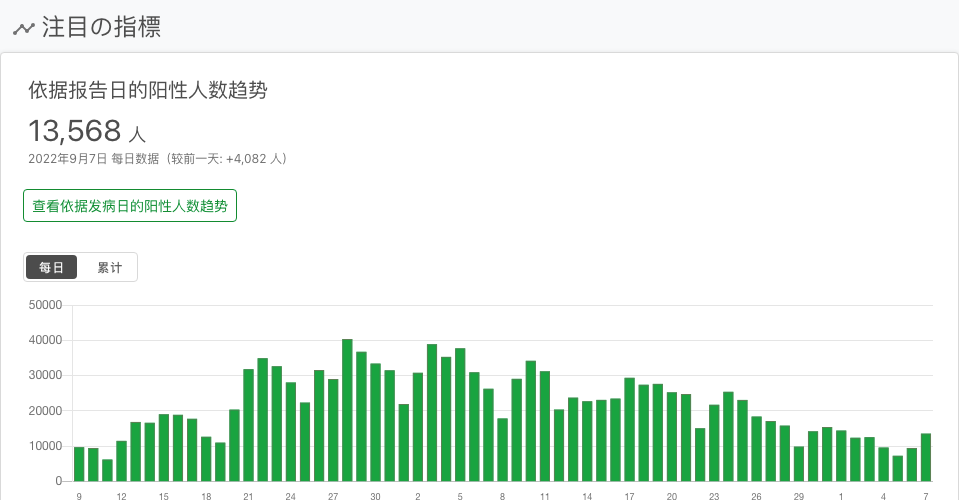 注目の指標
依据报告日的阳性人数趋势
13,568 人
2022年9月7日 每日数据（较前一天: +4,082 人）
查看依据发病日的阳性人数趋势
每日 累计
50000
40000
30000
20000
10000
0
9 12 15 18 21 24 27 30 2 5 8 11 14 17 20 23 26 29 1 4 7